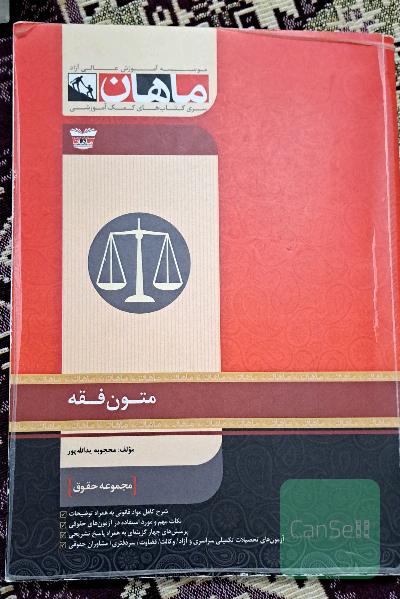 موسسه آموزش عالی آزاد
ماهان
سری کتاب‌های کمک آموزشی
متون فقه
مؤلف: محجوبه یدالله‌پور
مجموعه حقوق
شرح کامل مواد قانونی به همراه توضیحات
نکات مهم و مورد استفاده در آزمون‌های حقوقی
پرسش‌های چهار گزینه‌ای به همراه پاسخ تشریحی
آزمون‌های تحصیلات تکمیلی سراسری و آزاد/ وکالت/ قضاوت/ سردفتری/ مشاوران حقوقی
CanSell